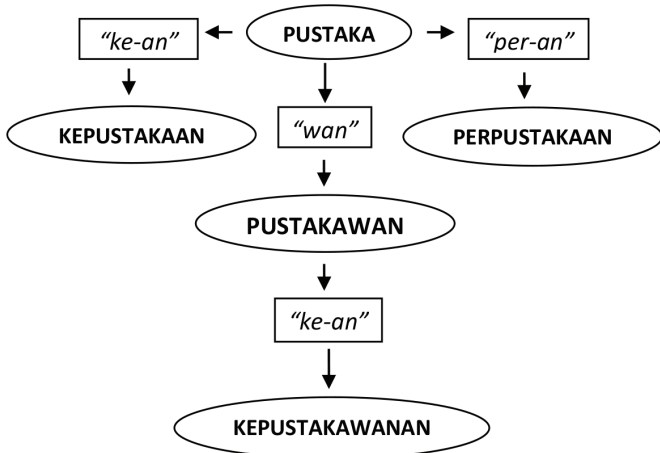 “ke-an”
PUSTAKA
“per-an”
KEPUSTAKAAN
“wan”
PERPUSTAKAAN
PUSTAKAWAN
“ke-an”
KEPUSTAKAWANAN